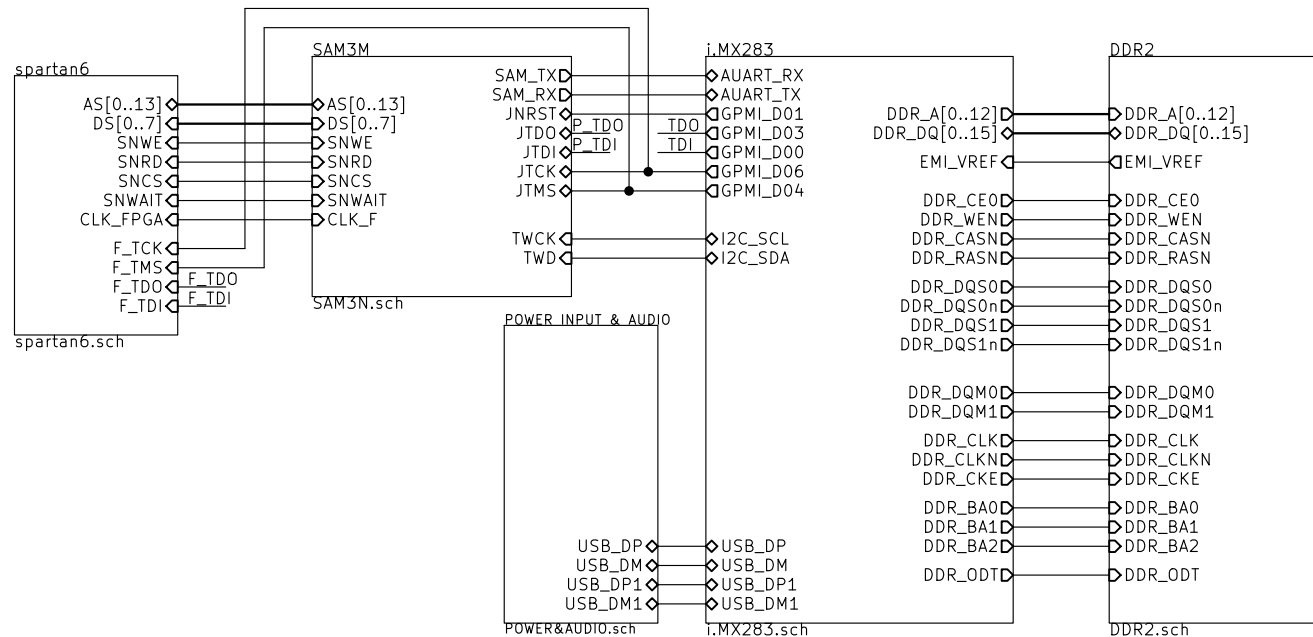 spartan6
AS[0..13]
DS[0..7]
SNWE
SNRD
SNCS
SNWAIT
CLK_FPGA
F_TCK
F_TMS
F_TDO
F_TDI
F_TDO
F_TDI
spartan6.sch
SAM3M
AS[0..13]
DS[0..7]
SNWE
SNRD
SNCS
SNWAIT
CLK_F
SAM_TX
SAM_RX
JNRST
JTDO
JTDI
JTCK
JTMS
TWCK
TWD
P_TDO
P_TDI
SAM3N.sch
TDO
TDI
POWER INPUT & AUDIO
USB_DP
USB_DM
USB_DP1
USB_DM1
POWER&AUDIO.sch
i.MX283
AUART_RX
AUART_TX
GPMI_D01
GPMI_D03
GPMI_D00
GPMI_D06
GPMI_D04
I2C_SCL
I2C_SDA
USB_DP
USB_DM
USB_DP1
USB_DM1
DDR_A[0..12]
DDR_DQ[0..15]
EMI_VREF
DDR_CE0
DDR_WEN
DDR_CASN
DDR_RASN
DDR_DQS0
DDR_DQS0n
DDR_DQS1
DDR_DQS1n
DDR_DQM0
DDR_DQM1
DDR_CLK
DDR_CLKN
DDR_CKE
DDR_BA0
DDR_BA1
DDR_BA2
DDR_ODT
i.MX283.sch
DDR2
DDR_A[0..12]
DDR_DQ[0..15]
EMI_VREF
DDR_CE0
DDR_WEN
DDR_CASN
DDR_RASN
DDR_DQS0
DDR_DQS0n
DDR_DQS1
DDR_DQS1n
DDR_DQM0
DDR_DQM1
DDR_CLK
DDR_CLKN
DDR_CKE
DDR_BA0
DDR_BA1
DDR_BA2
DDR_ODT
DDR2.sch